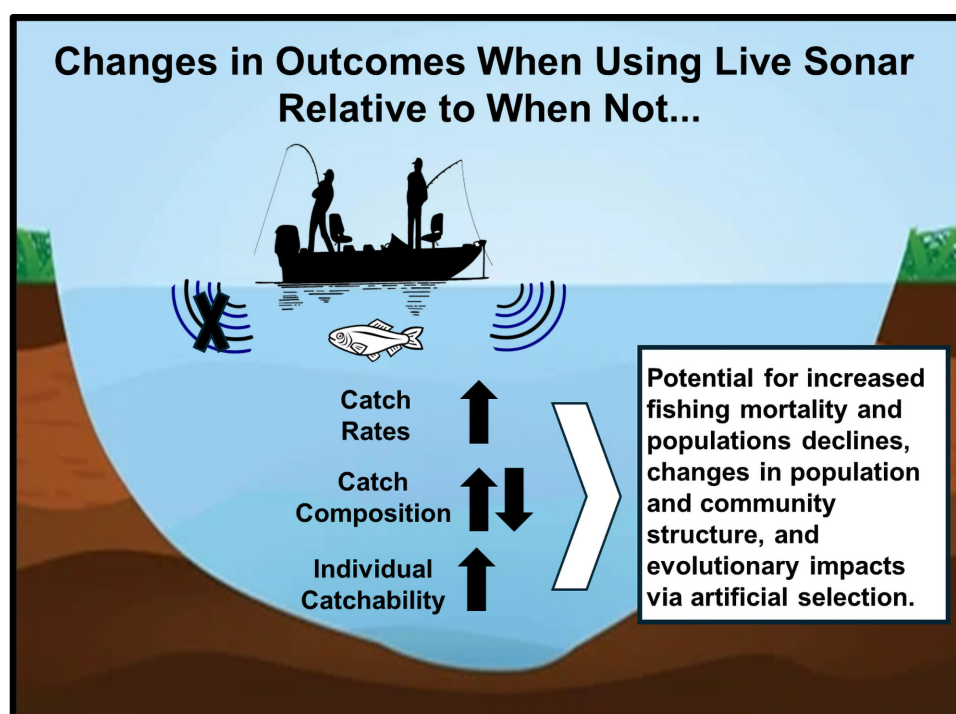 Changes in Outcomes When Using Live Sonar
Relative to When Not...
Catch
Rates
Catch
Composition
Individual
Catchability
Potential for increased
fishing mortality and
populations declines,
changes in population
and community
structure, and
evolutionary impacts
via artificial selection.